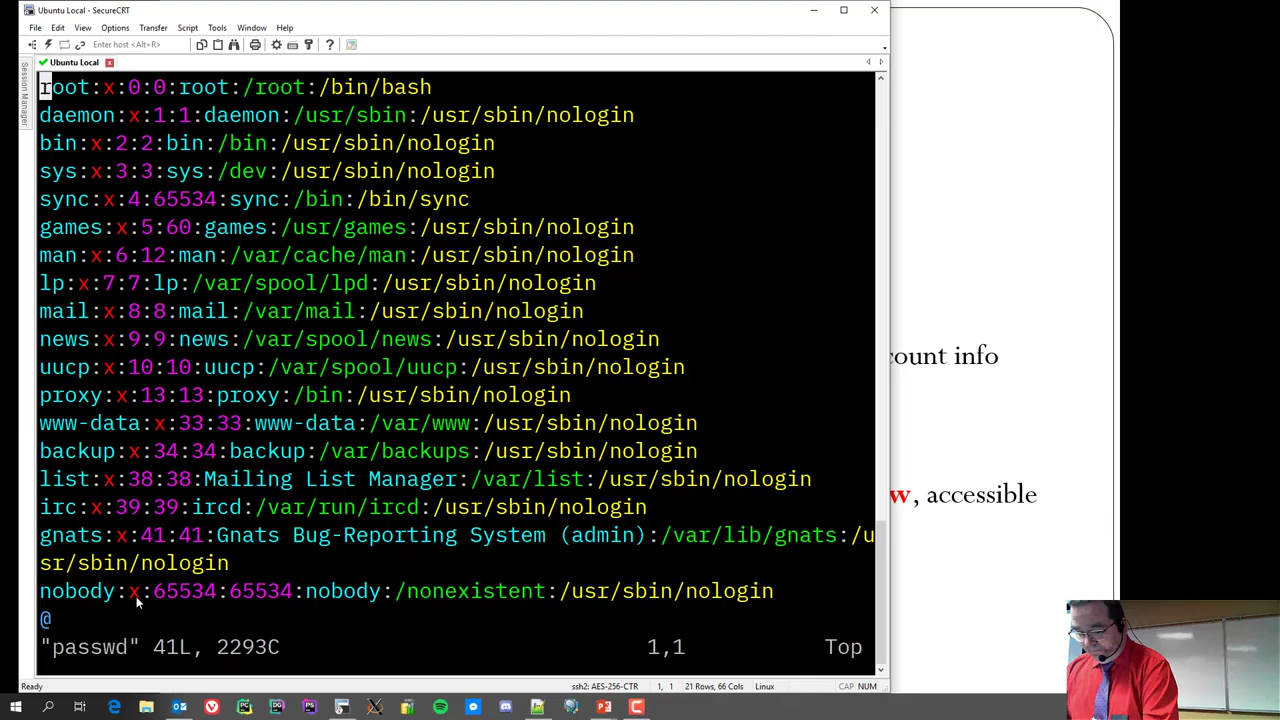 Ubuntu Local - SecureCRT
File Edit View Options Transfer Script Tools Window Help
Enter host <Alt+R>
Ubuntu Local
Session Manager
root:x:0:0:root:/root:/bin/bash
daemon:x:1:1:daemon:/usr/sbin:/usr/sbin/nologin
bin:x:2:2:bin:/bin:/usr/sbin/nologin
sys:x:3:3:sys:/dev:/usr/sbin/nologin
sync:x:4:65534:sync:/bin:/bin/sync
games:x:5:60:games:/usr/games:/usr/sbin/nologin
man:x:6:12:man:/var/cache/man:/usr/sbin/nologin
lp:x:7:7:lp:/var/spool/lpd:/usr/sbin/nologin
mail:x:8:8:mail:/var/mail:/usr/sbin/nologin
news:x:9:9:news:/var/spool/news:/usr/sbin/nologin
uucp:x:10:10:uucp:/var/spool/uucp:/usr/sbin/nologin
proxy:x:13:13:proxy:/bin:/usr/sbin/nologin
www-data:x:33:33:www-data:/var/www:/usr/sbin/nologin
backup:x:34:34:backup:/var/backups:/usr/sbin/nologin
list:x:38:38:Mailing List Manager:/var/list:/usr/sbin/nologin
irc:x:39:39:ircd:/var/run/ircd:/usr/sbin/nologin
gnats:x:41:41:Gnats Bug-Reporting System (admin):/var/lib/gnats:/u
sr/sbin/nologin
nobody:x:65534:65534:nobody:/nonexistent:/usr/sbin/nologin
@
"passwd" 41L, 2293C 1,1 Top
Ready ssh2: AES-256-CTR 1, 1 21 Rows, 66 Cols Linux CAP NUM
count info
w, accessible